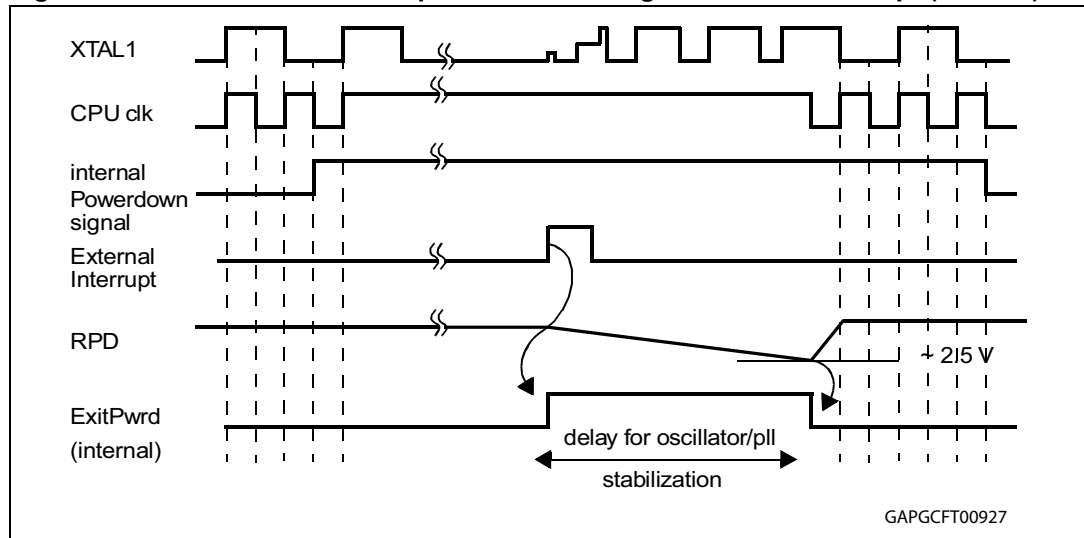 XTAL1
CPU clk
internal
Powerdown
signal
External
Interrupt
RPD
~ 2.5 V
ExitPwrd
(internal)
delay for oscillator/pll
stabilization
GAPGCFT00927